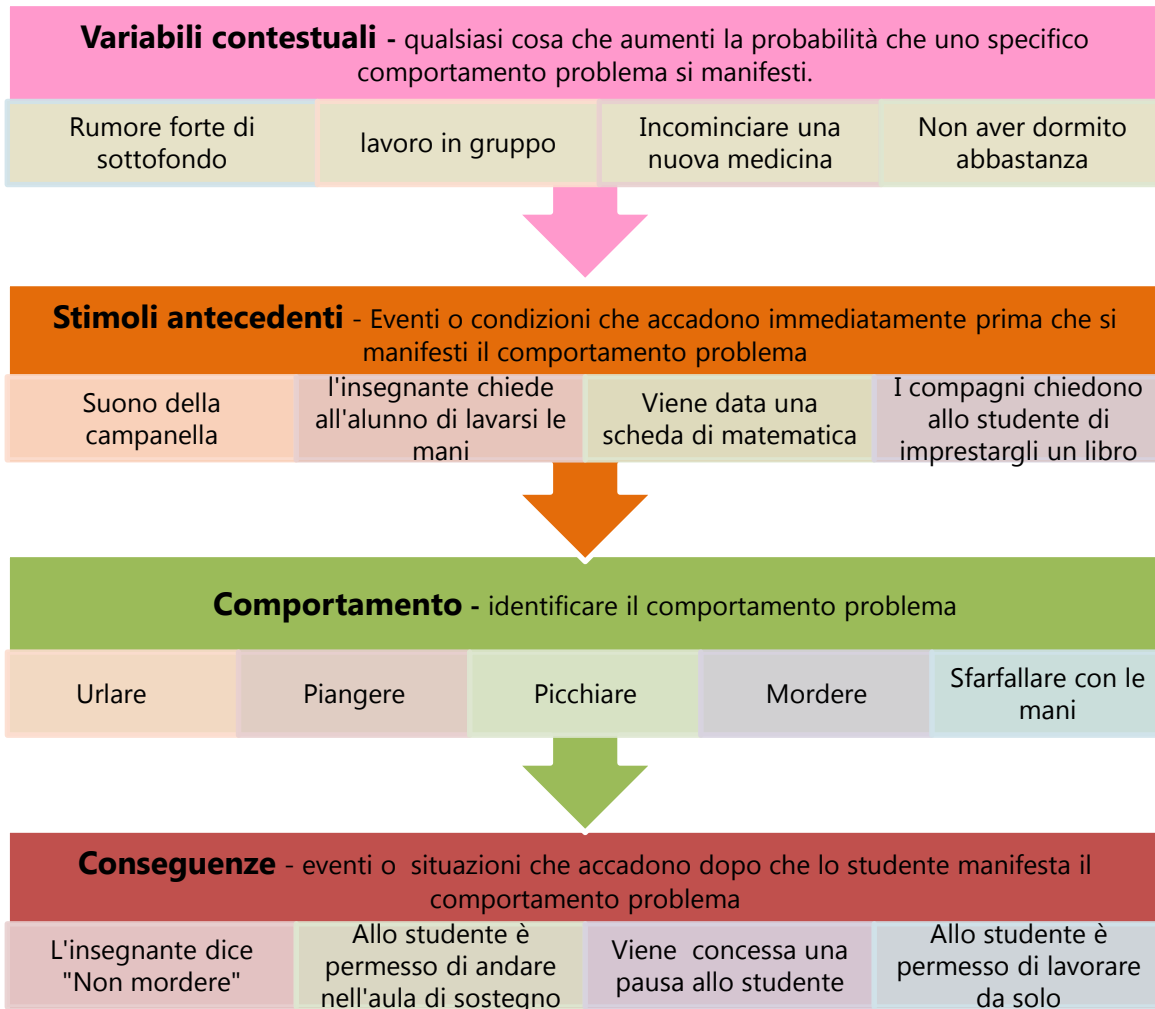 Variabili contestuali - qualsiasi cosa che aumenti la probabilità che uno specifico
comportamento problema si manifesti.
Rumore forte di
sottofondo
lavoro in gruppo
Incominciare una
nuova medicina
Non aver dormito
abbastanza
Stimoli antecedenti - Eventi o condizioni che accadono immediatamente prima che si
manifesti il comportamento problema
Suono della
campanella
l'insegnante chiede
all'alunno di lavarsi le
mani
Viene data una
scheda di matematica
I compagni chiedono
allo studente di
imprestargli un libro
Comportamento - identificare il comportamento problema
Urlare
Piangere
Picchiare
Mordere
Sfarfallare con le
mani
Conseguenze - eventi o  situazioni che accadono dopo che lo studente manifesta il
comportamento problema
L'insegnante dice
"Non mordere"
Allo studente è
permesso di andare
nell'aula di sostegno
Viene  concessa una
pausa allo studente
Allo studente è
permesso di lavorare
da solo